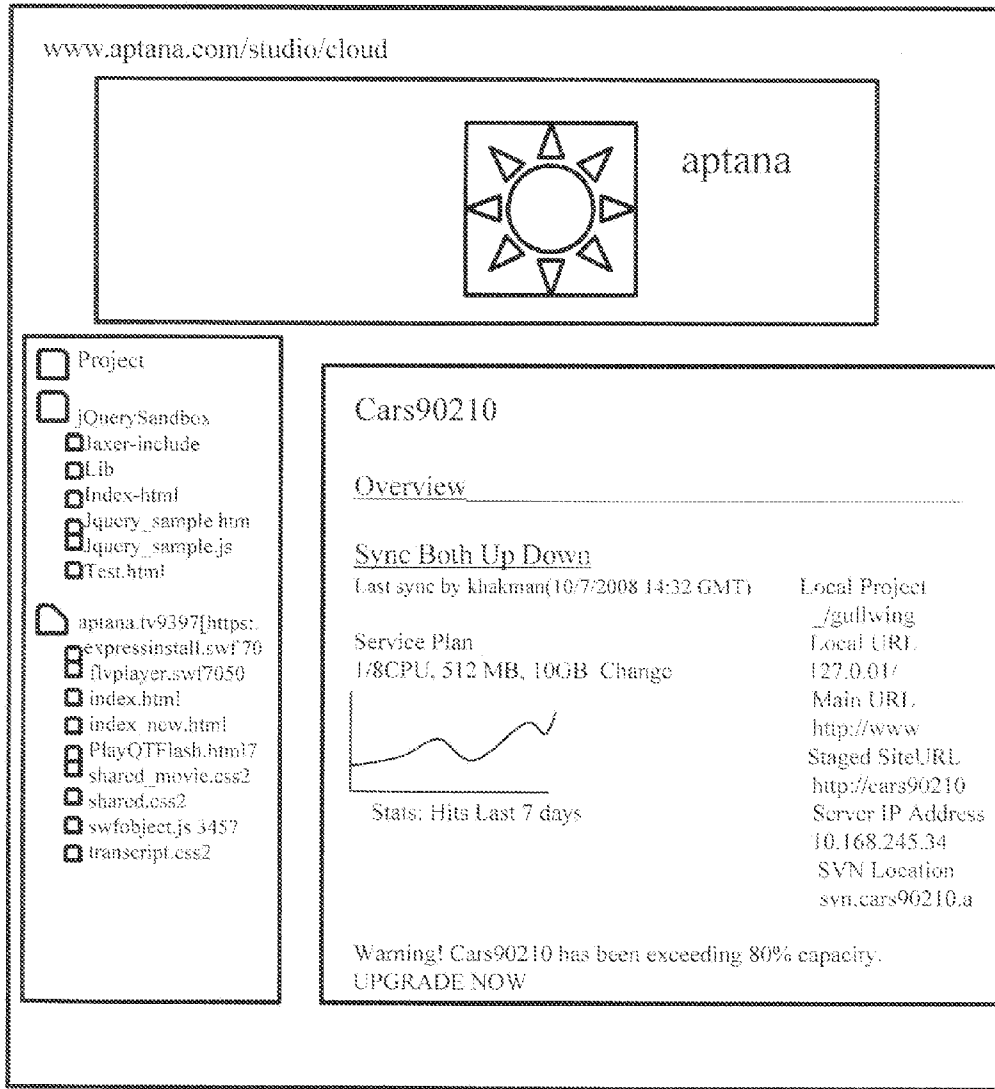 www.aptana.com/studio/cloud
aptana
Project
jQuerySandbox
Jaxer-include
Lib
Index-html
Jquery_sample htm
Jquery_sample.js
Test.html
aptana.tv9397[https:.
expressinstall.swf 70
flvplayer.swf7050
index.html
index_new.html
PlayQTFlash.html7
shared_movie.css2
shared.css2
swfobject.js 3457
transcript.css2
Cars90210
Overview
Sync Both Up Down
Last sync by khakman(10/7/2008 14:32 GMT)
Service Plan
1/8CPU, 512 MB, 10GB Change
Stats: Hits Last 7 days
Local Project
_/gullwing
Local URL
127.0.01/
Main URL
http://www
Staged SiteURL
http://cars90210
Server IP Address
10.168.245.34
SVN Location
svn.cars90210.a
Warning! Cars90210 has been exceeding 80% capacity.
UPGRADE NOW